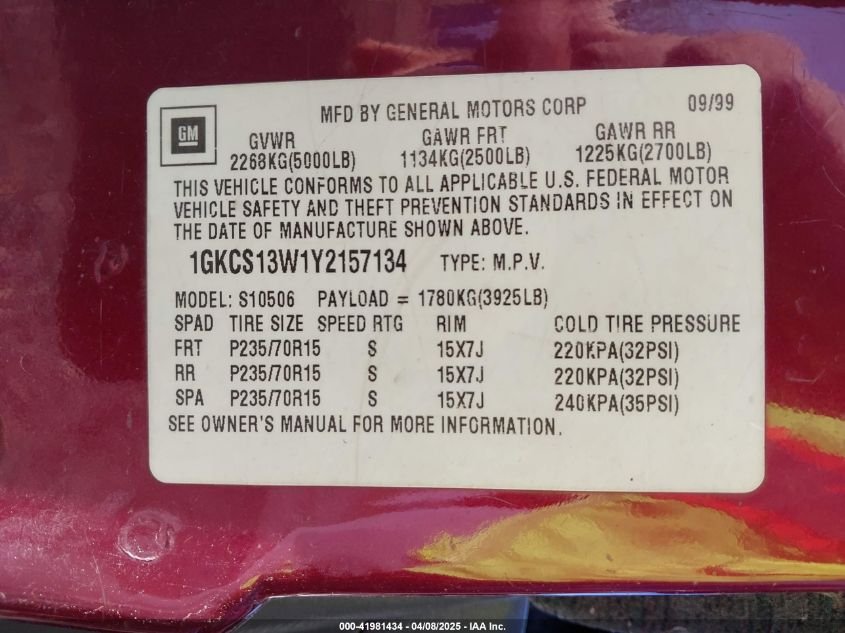 MFD BY GENERAL MOTORS CORP 09/99
GM
GVWR GAWR FRT GAWR RR
2268KG(5000LB) 1134KG(2500LB) 1225KG(2700LB)
THIS VEHICLE CONFORMS TO ALL APPLICABLE U.S. FEDERAL MOTOR
VEHICLE SAFETY AND THEFT PREVENTION STANDARDS IN EFFECT ON
THE DATE OF MANUFACTURE SHOWN ABOVE.
1GKCS13W1Y2157134 TYPE: M.P.V.
MODEL: S10506 PAYLOAD = 1780KG(3925LB)
SPAD TIRE SIZE SPEED RTG RIM COLD TIRE PRESSURE
FRT P235/70R15 S 15X7J 220KPA(32PSI)
RR P235/70R15 S 15X7J 220KPA(32PSI)
SPA P235/70R15 S 15X7J 240KPA(35PSI)
SEE OWNER'S MANUAL FOR MORE INFORMATION.
000-41981434 - 04/08/2025 - IAA Inc.